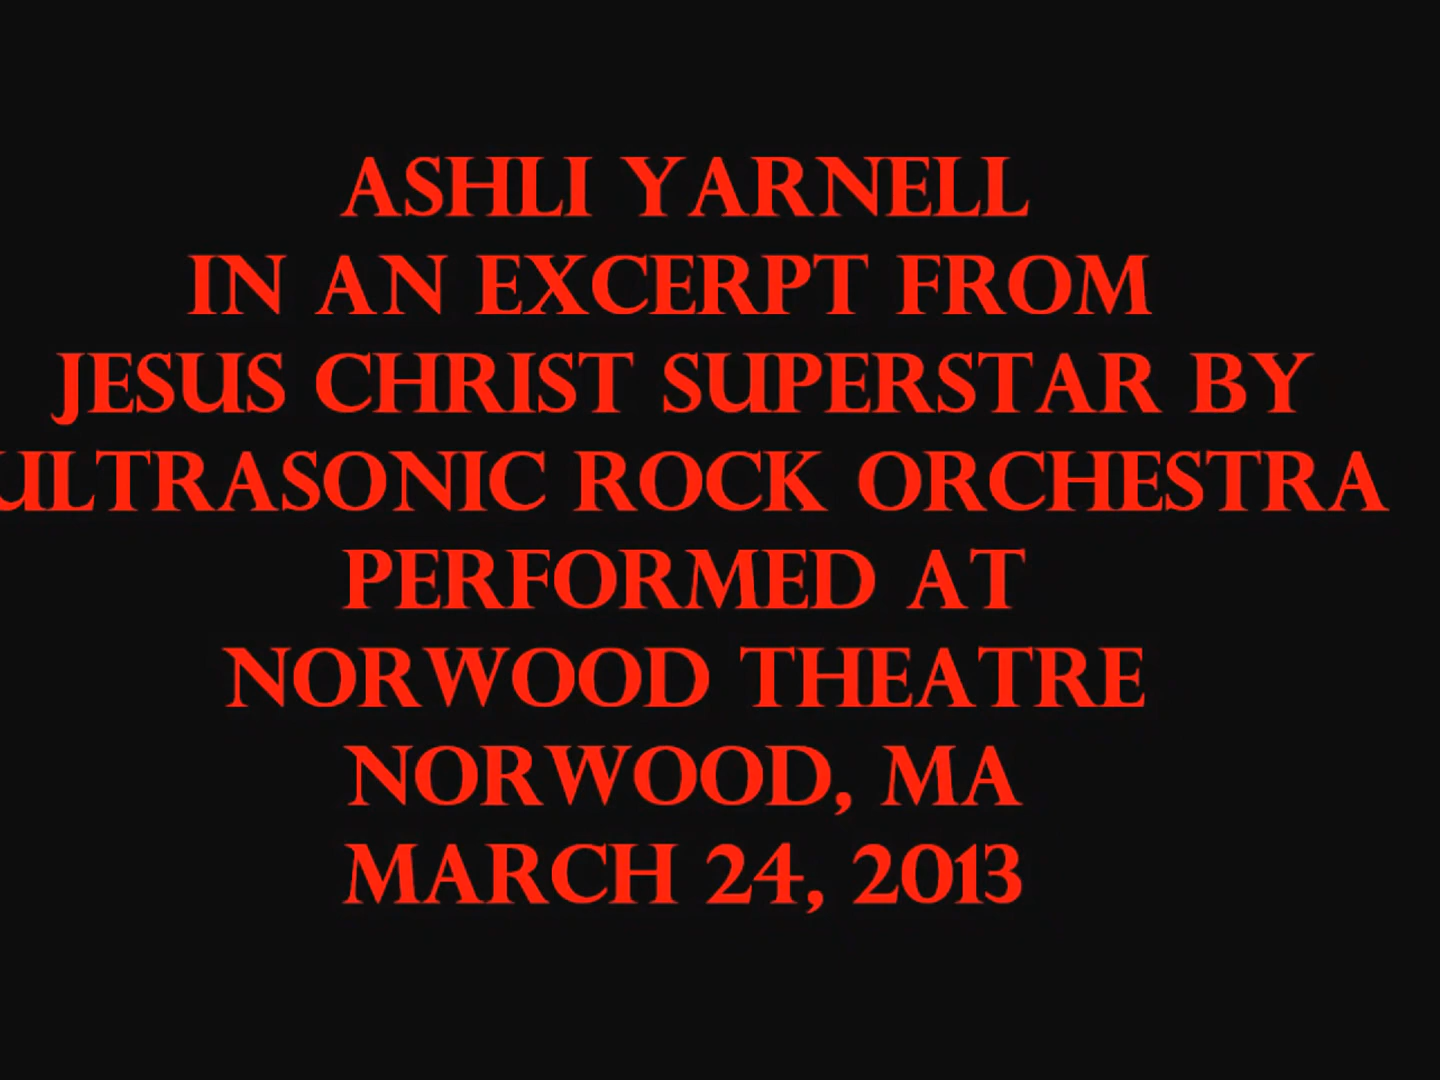 ASHLI YARNELL
IN AN EXCERPT FROM
JESUS CHRIST SUPERSTAR BY
ULTRASONIC ROCK ORCHESTRA
PERFORMED AT
NORWOOD THEATRE
NORWOOD, MA
MARCH 24, 2013